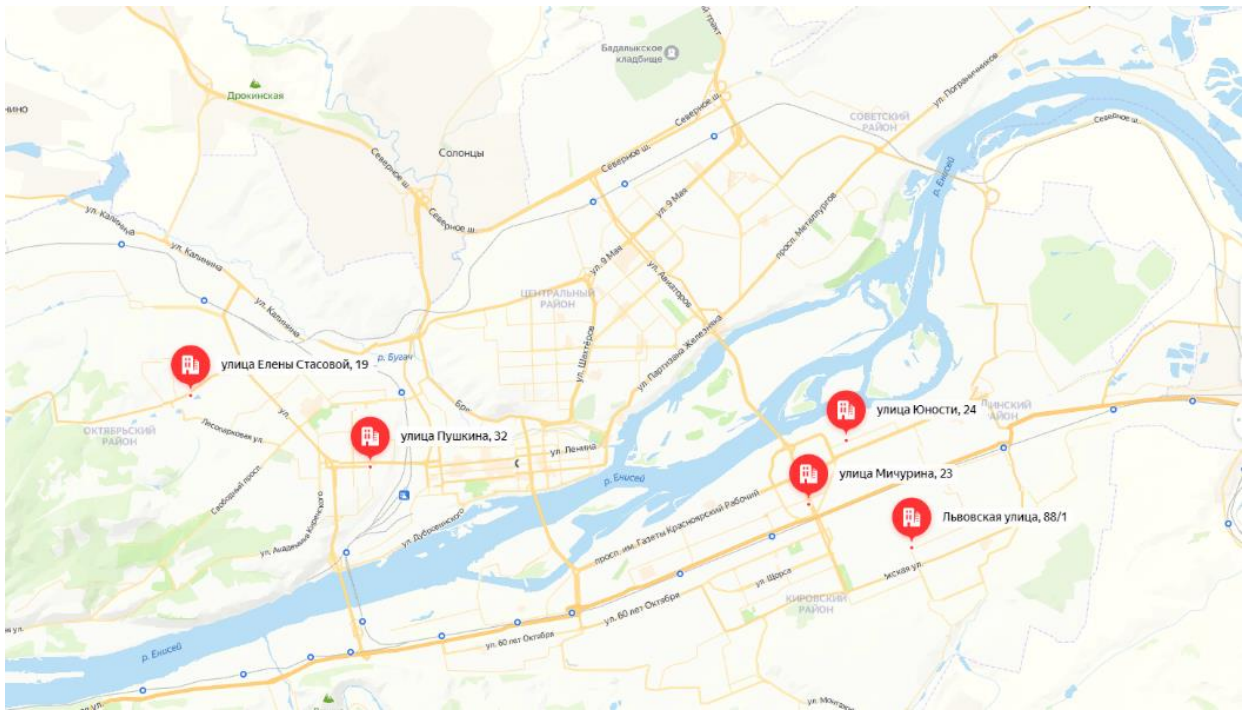 Бадалыкское
кладбище
ул. Пограничников
Дрокинская
Северное ш.
СОВЕТСКИЙ
РАЙОН
Северное ш.
Солонцы
Северное ш.
Северное ш.
р. Енисей
ул. 9 Мая
просп. Металлургов
ул. Калинина
Северное ш.
ул. Калинина
ул. 9 Мая
ул. Авиаторов
ЦЕНТРАЛЬНЫЙ
РАЙОН
ул. Калинина
р. Бугач
ул. Шахтёров
ул. Партизана Железняка
улица Елены Стасовой, 19
улица Юности, 24
ОКТЯБРЬСКИЙ
РАЙОН
Лесопарковая ул.
улица Пушкина, 32
ул. Ленина
Свободный просп.
р. Енисей
улица Мичурина, 23
просп. им. Газеты Красноярский Рабочий
Львовская улица, 88/1
ул. Академика Киренского
ул. Дубровинского
ул. Щорса
КИРОВСКИЙ
РАЙОН
ул. 60 лет Октября
ул. 60 лет Октября
р. Енисей